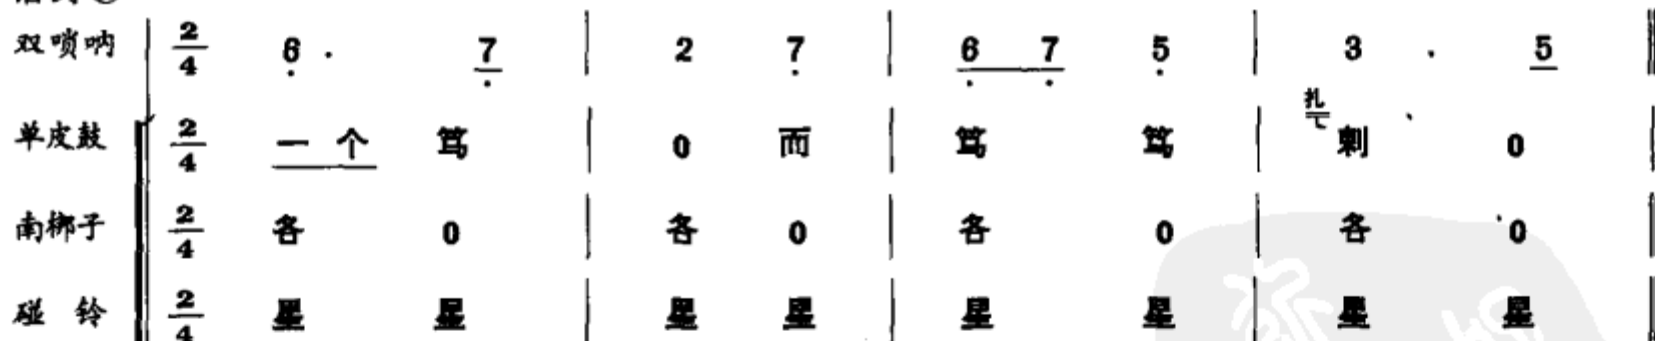 双唢呐 2/4 6̣ · 7̣ | 2 7̣ | 6̣ 7̣ 5̣ | 3 · 5
扎
单皮鼓 2/4 一 个 笃 | 0 而 | 笃 笃 | 刺 0
南梆子 2/4 各 0 | 各 0 | 各 0 | 各 0
碰 铃 2/4 星 星 | 星 星 | 星 星 | 星 星